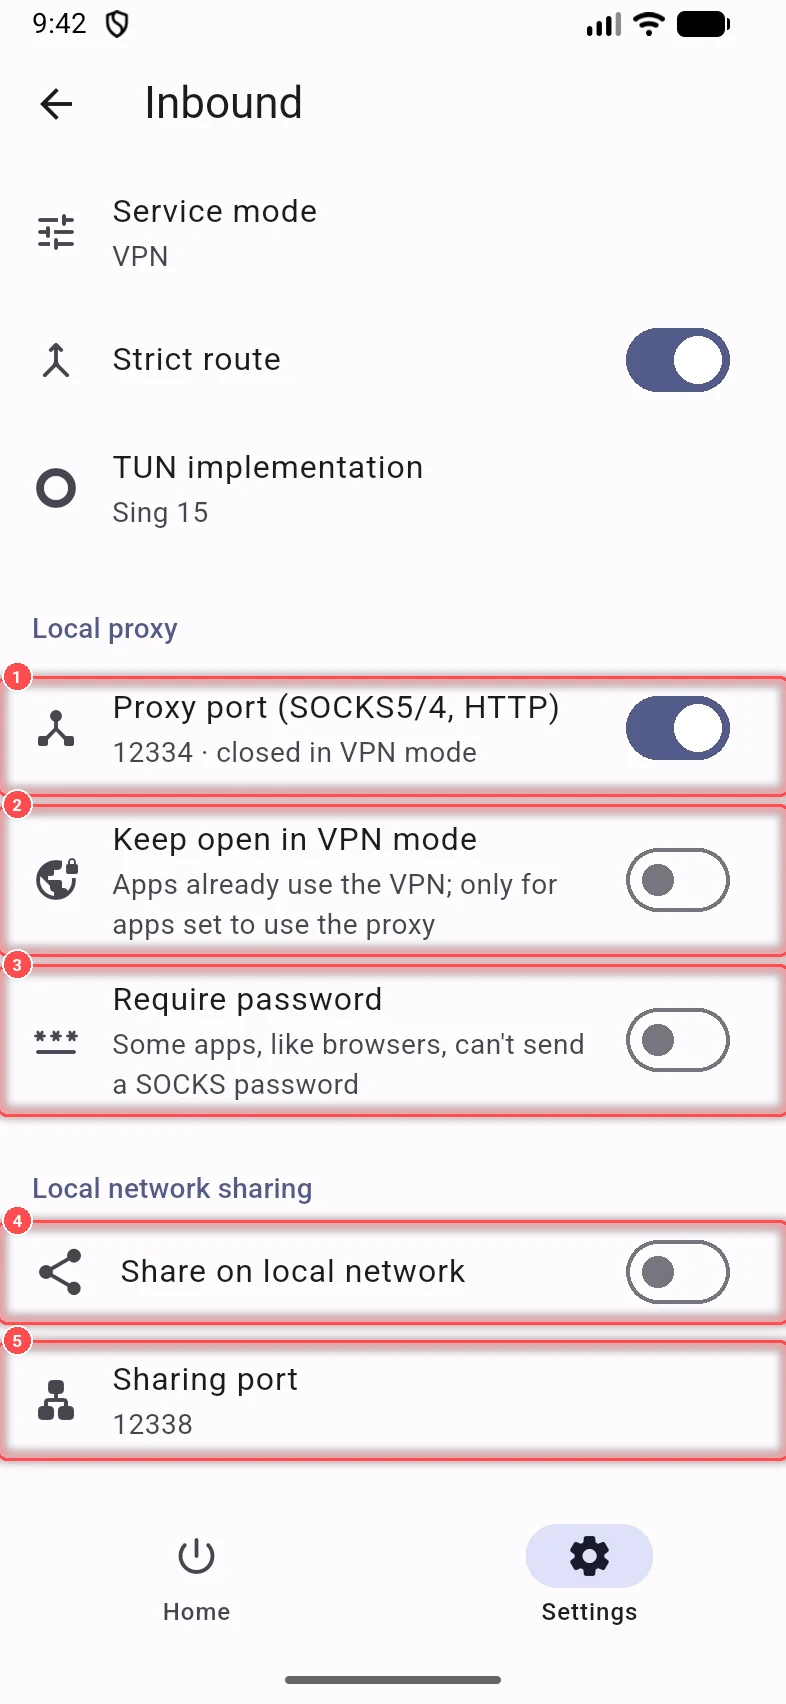 9:42
Inbound
Service mode
VPN
Strict route
TUN implementation
Sing 15
Local proxy
1
Proxy port (SOCKS5/4, HTTP)
12334 · closed in VPN mode
2
Keep open in VPN mode
Apps already use the VPN; only for
apps set to use the proxy
3
Require password
Some apps, like browsers, can't send
a SOCKS password
Local network sharing
4
Share on local network
5
Sharing port
12338
Home
Settings